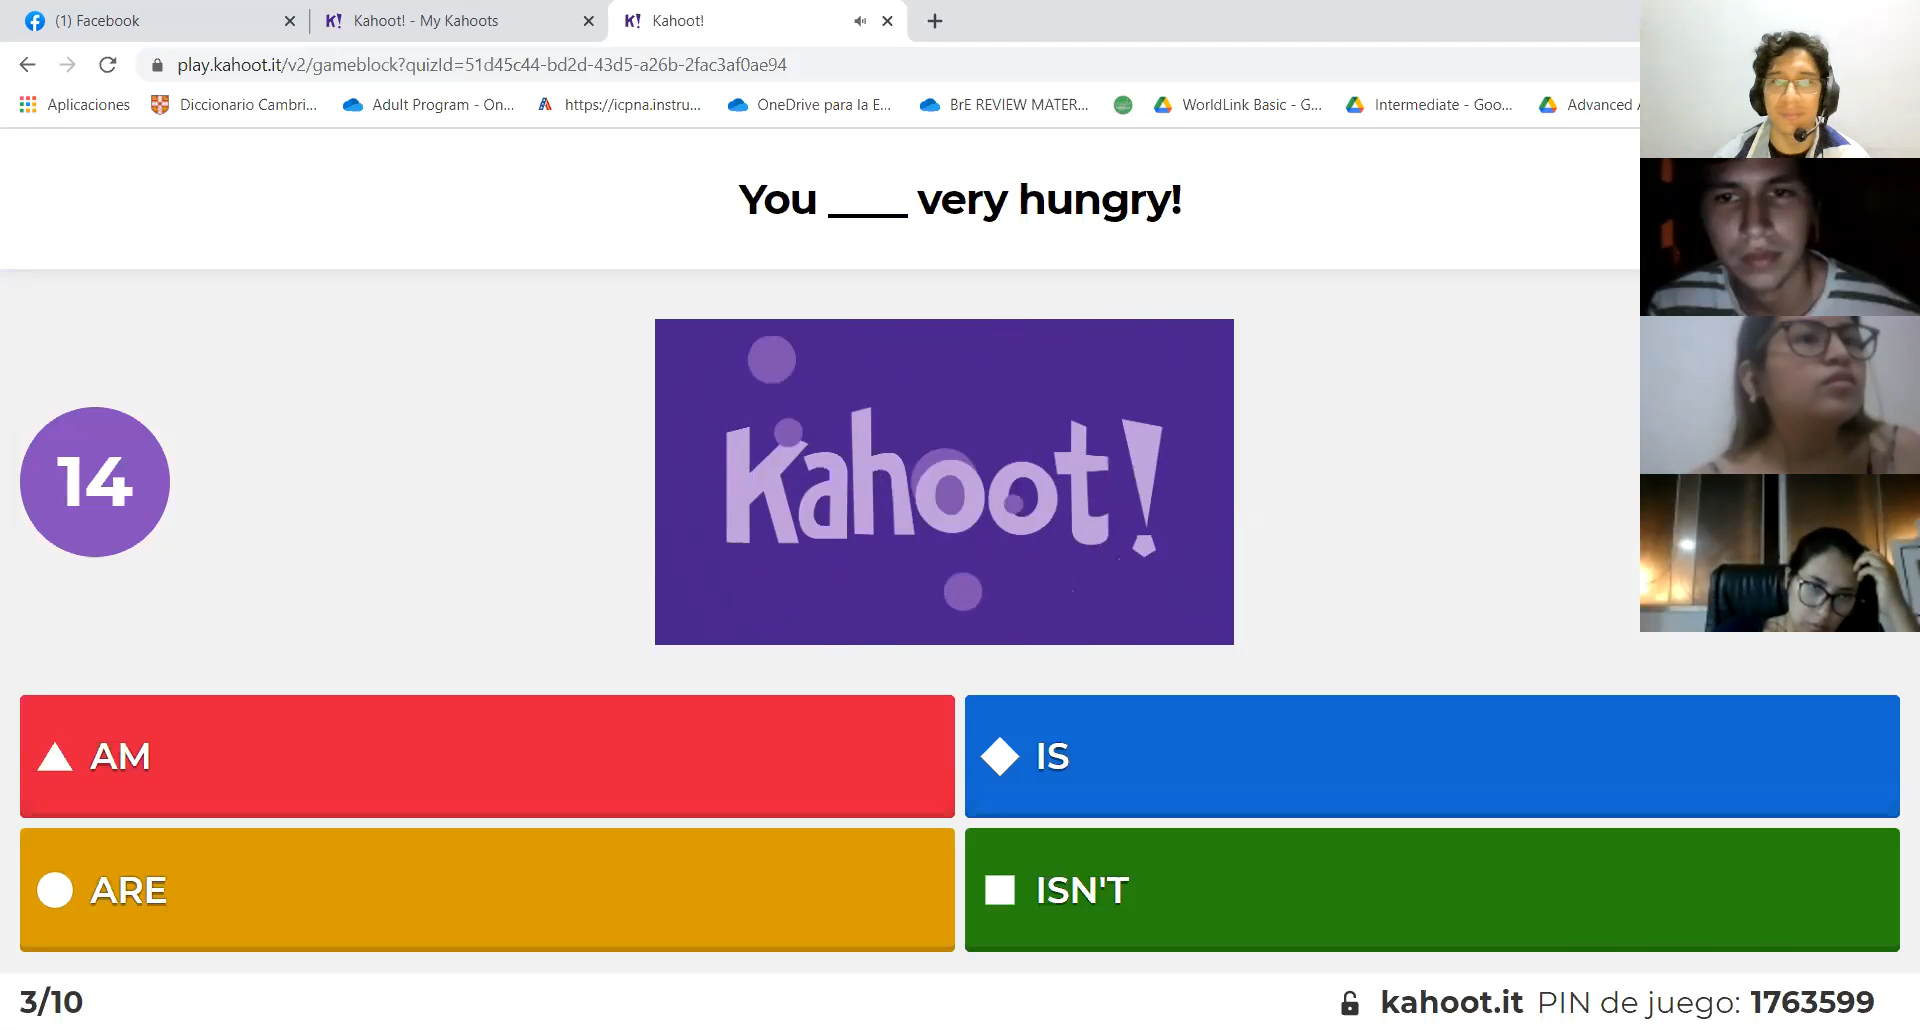 (1) Facebook
Kahoot! - My Kahoots
Kahoot!
play.kahoot.it/v2/gameblock?quizId=51d45c44-bd2d-43d5-a26b-2fac3af0ae94
Aplicaciones
Diccionario Cambri...
Adult Program - On...
https://icpna.instru...
OneDrive para la E...
BrE REVIEW MATER...
WorldLink Basic - G...
Intermediate - Goo...
Advanced
You ____ very hungry!
14
Kahoot!
AM
IS
ARE
ISN'T
3/10
kahoot.it PIN de juego: 1763599